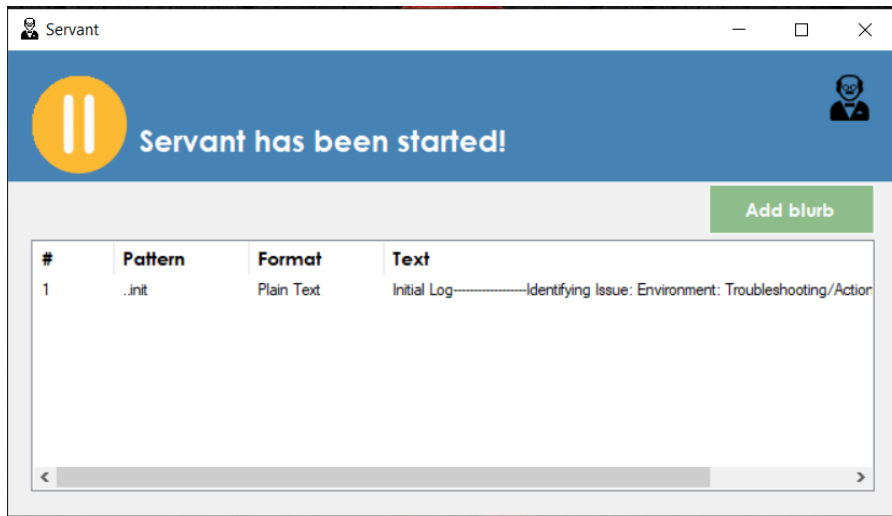 Servant
Servant has been started!
Add blurb
# Pattern Format Text
1 ..init Plain Text Initial Log------------------Identifying Issue: Environment: Troubleshooting/Action